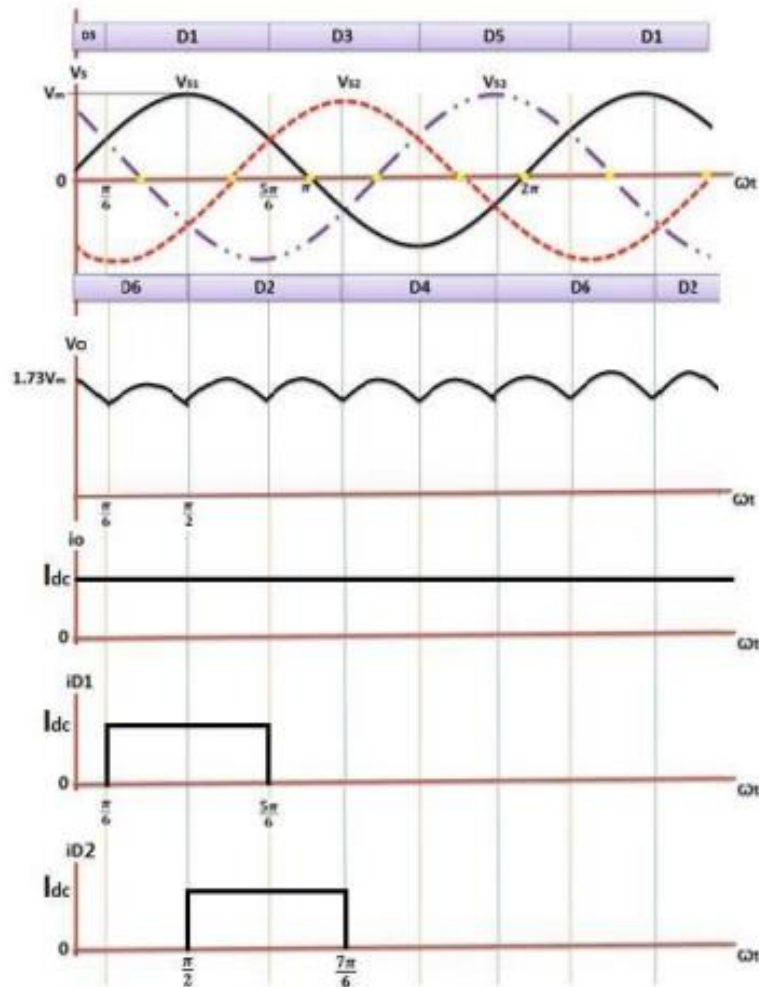 D5 D1 D3 D5 D1
Vs
Vm VS1 VS2 VS3
0 π/6 5π/6 π 2π ωt
D6 D2 D4 D6 D2
Vo
1.73Vm
π/6 π/2 ωt
io
Idc
0 ωt
iD1
Idc
0 ωt
π/6 5π/6
iD2
Idc
0 ωt
π/2 7π/6